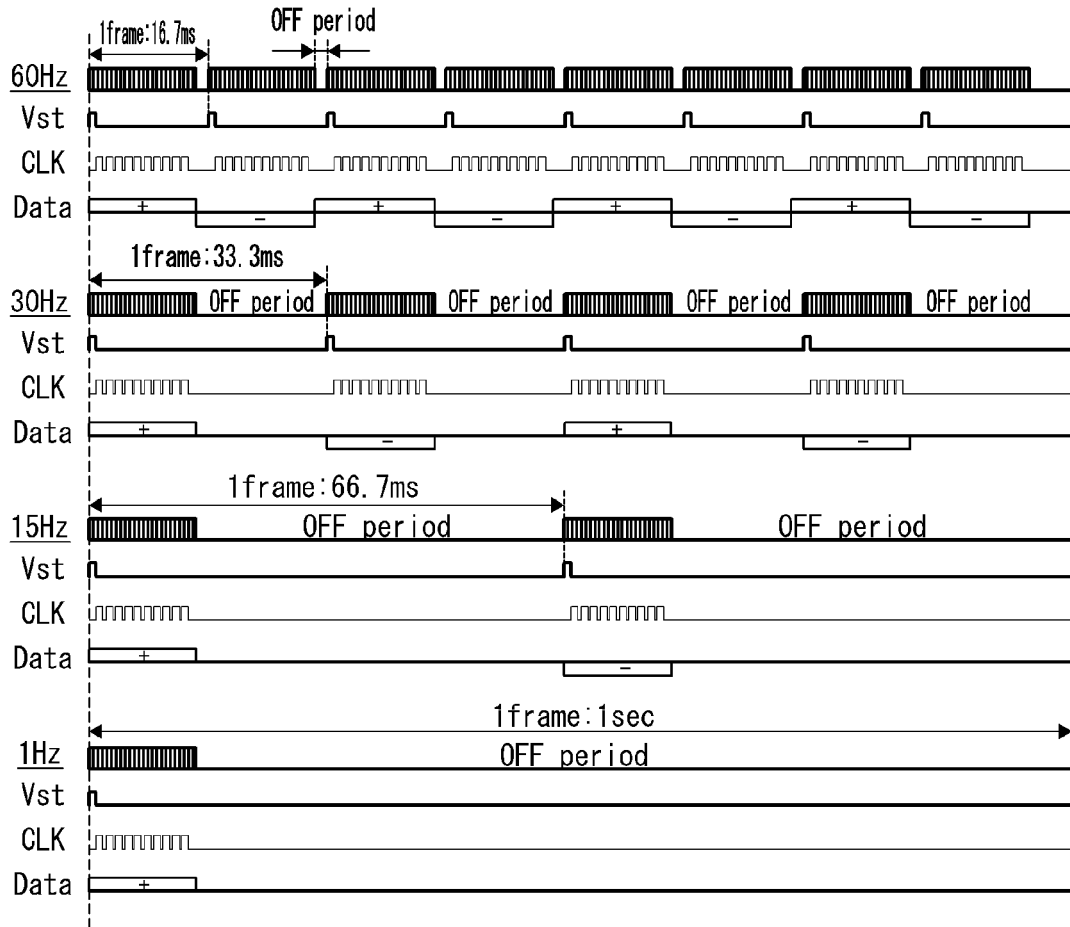 1frame:16.7ms
OFF period
60Hz
Vst
CLK
Data + - + - + - + -
1frame:33.3ms
30Hz OFF period OFF period OFF period OFF period
Vst
CLK
Data + - + -
1frame:66.7ms
15Hz OFF period OFF period
Vst
CLK
Data + -
1frame:1sec
1Hz OFF period
Vst
CLK
Data +